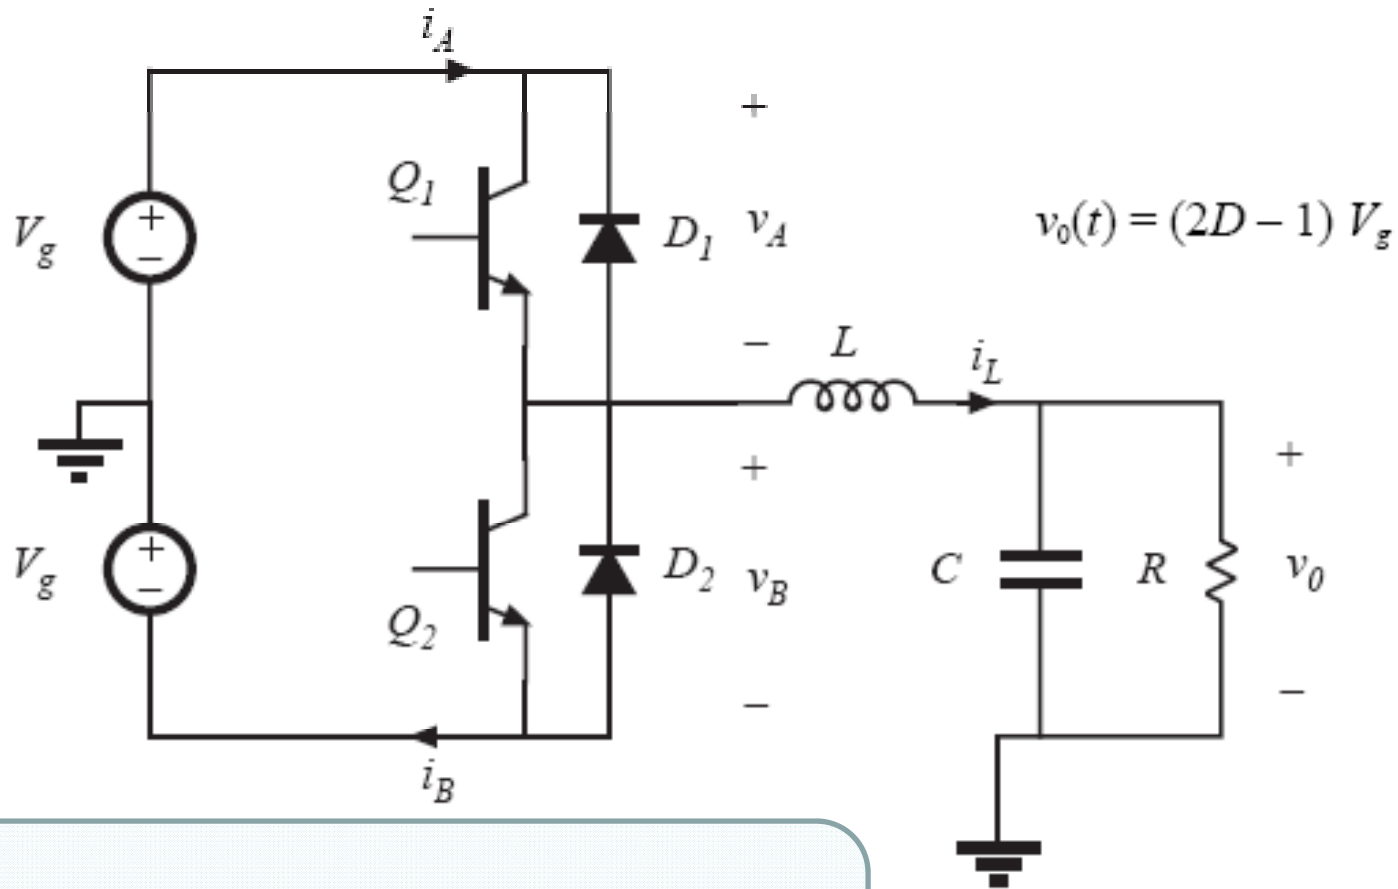 i_A
+
Q_1
V_g
+
−
D_1
v_A
v_0(t) = (2D − 1) V_g
−
L
i_L
+
+
V_g
+
−
D_2
v_B
C
R
v_0
Q_2
−
−
i_B